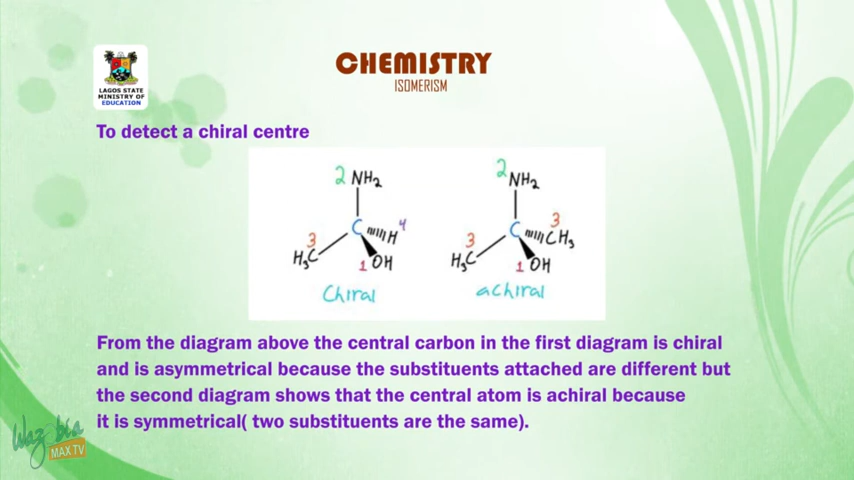 CHEMISTRY
ISOMERISM
LAGOS STATE
MINISTRY OF
EDUCATION
To detect a chiral centre
2 NH₂
C
4
H
3
H₃C
1 OH
Chiral
2
NH₂
C
3
CH₃
3
H₃C
1 OH
achiral
From the diagram above the central carbon in the first diagram is chiral
and is asymmetrical because the substituents attached are different but
the second diagram shows that the central atom is achiral because
it is symmetrical( two substituents are the same).
Wazobia
MAX TV